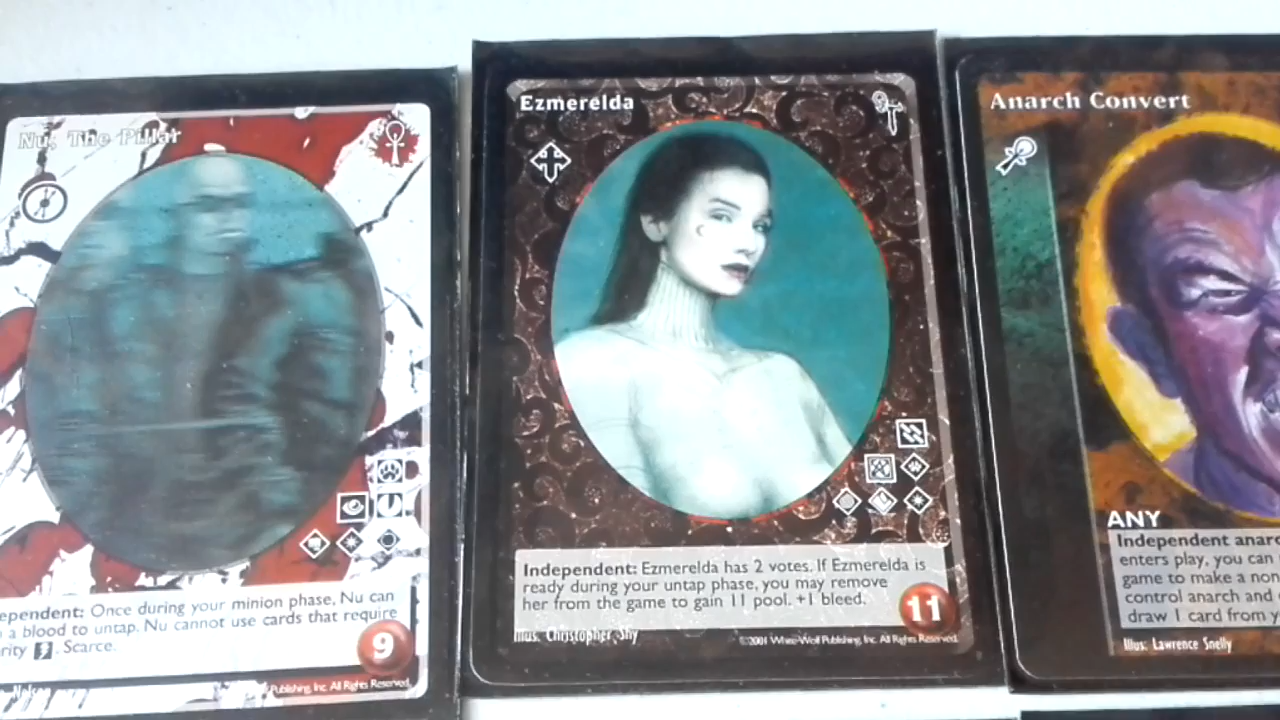 Nu, The Pillar
ependent: Once during your minion phase, Nu can
a blood to untap. Nu cannot use cards that require
rity . Scarce.
9
Nelson
Publishing, Inc. All Rights Reserved.
Ezmerelda
Independent: Ezmerelda has 2 votes. If Ezmerelda is
ready during your untap phase, you may remove
her from the game to gain 11 pool. +1 bleed.
11
Illus. Christopher Shy
©2001 White Wolf Publishing, Inc. All Rights Reserved.
Anarch Convert
ANY
Independent anarc
enters play, you can
game to make a non
control anarch and
draw 1 card from y
Illus. Lawrence Snelly